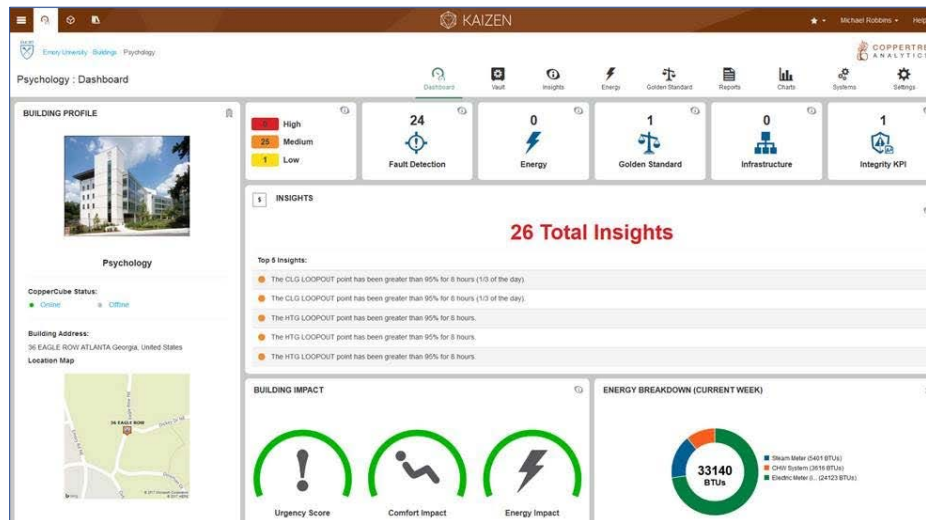 KAIZEN
Michael Robbins
Help
Emory University Buildings Psychology
COPPERTREE
ANALYTICS
Psychology : Dashboard
Dashboard
Vault
Insights
Energy
Golden Standard
Reports
Charts
Systems
Settings
BUILDING PROFILE
Psychology
CopperCube Status:
Online Offline
Building Address:
36 EAGLE ROW ATLANTA Georgia, United States
Location Map
36 EAGLE ROW
High
25 Medium
1 Low
24
Fault Detection
0
Energy
1
Golden Standard
0
Infrastructure
1
Integrity KPI
$ INSIGHTS
26 Total Insights
Top 5 Insights:
The CLG LOOPOUT point has been greater than 95% for 8 hours (1/3 of the day).
The CLG LOOPOUT point has been greater than 95% for 8 hours (1/3 of the day).
The HTG LOOPOUT point has been greater than 95% for 8 hours.
The HTG LOOPOUT point has been greater than 95% for 8 hours.
The HTG LOOPOUT point has been greater than 95% for 8 hours.
BUILDING IMPACT
Urgency Score
Comfort Impact
Energy Impact
ENERGY BREAKDOWN (CURRENT WEEK)
33140
BTUs
Steam Meter (5401 BTUs)
CHW System (3616 BTUs)
Electric Meter (L... (24123 BTUs)